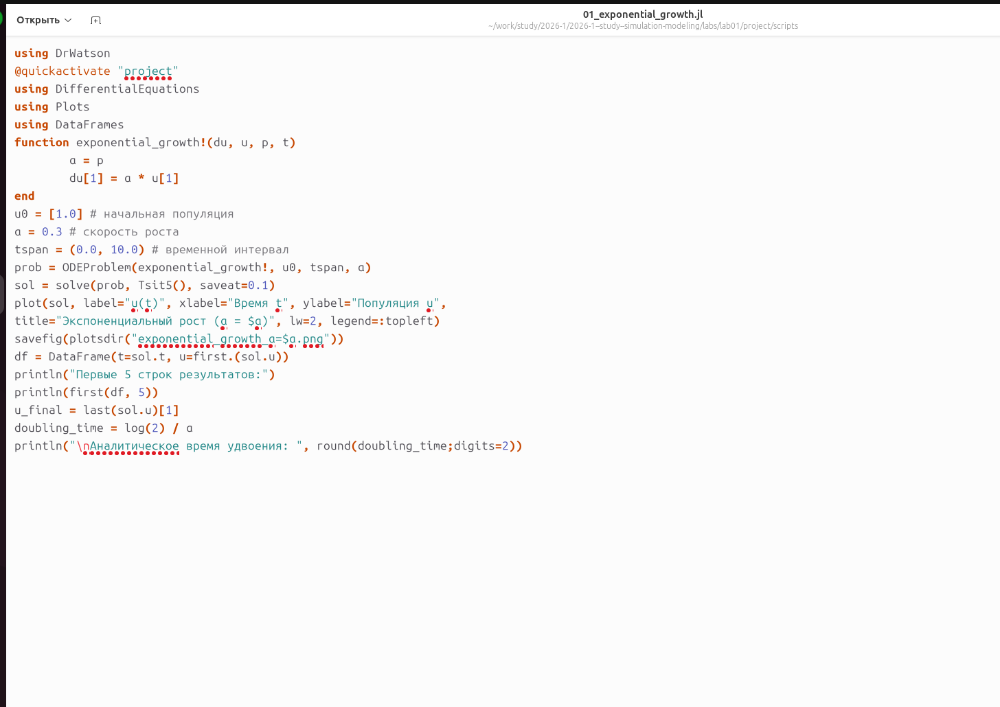 Открыть
01_exponential_growth.jl
~/work/study/2026-1/2026-1--study--simulation-modeling/labs/lab01/project/scripts
using DrWatson
@quickactivate "project"
using DifferentialEquations
using Plots
using DataFrames
function exponential_growth!(du, u, p, t)
        α = p
        du[1] = α * u[1]
end
u0 = [1.0] # начальная популяция
α = 0.3 # скорость роста
tspan = (0.0, 10.0) # временной интервал
prob = ODEProblem(exponential_growth!, u0, tspan, α)
sol = solve(prob, Tsit5(), saveat=0.1)
plot(sol, label="u(t)", xlabel="Время t", ylabel="Популяция u",
title="Экспоненциальный рост (α = $α)", lw=2, legend=:topleft)
savefig(plotsdir("exponential_growth_α=$α.png"))
df = DataFrame(t=sol.t, u=first.(sol.u))
println("Первые 5 строк результатов:")
println(first(df, 5))
u_final = last(sol.u)[1]
doubling_time = log(2) / α
println("\nАналитическое время удвоения: ", round(doubling_time;digits=2))